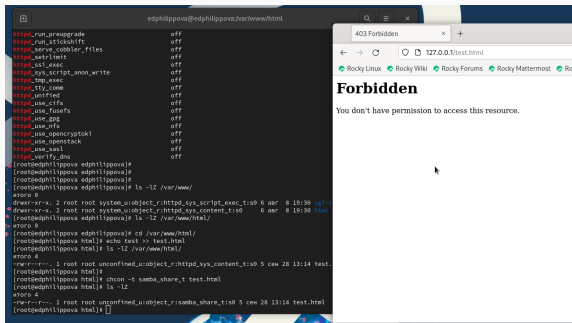 edphilippova@edphilippova:/var/www/html
httpd_run_preupgrade off
httpd_run_stickshift off
httpd_serve_cobbler_files off
httpd_setrlimit off
httpd_ssi_exec off
httpd_sys_script_anon_write off
httpd_tmp_exec off
httpd_tty_comm off
httpd_unified off
httpd_use_cifs off
httpd_use_fusefs off
httpd_use_gpg off
httpd_use_nfs off
httpd_use_opencryptoki off
httpd_use_openstack off
httpd_use_sasl off
httpd_verify_dns off
[root@edphilippova edphilippova]#
[root@edphilippova edphilippova]#
[root@edphilippova edphilippova]# ls -lZ /var/www/
итого 0
drwxr-xr-x. 2 root root system_u:object_r:httpd_sys_script_exec_t:s0 6 авг 8 19:30
drwxr-xr-x. 2 root root system_u:object_r:httpd_sys_content_t:s0 6 авг 8 19:30 html
[root@edphilippova edphilippova]# ls -lZ /var/www/html/
итого 0
[root@edphilippova edphilippova]# cd /var/www/html/
[root@edphilippova html]# echo test >> test.html
[root@edphilippova html]# ls -lZ /var/www/html/
итого 4
-rw-r--r--. 1 root root unconfined_u:object_r:httpd_sys_content_t:s0 5 сен 28 13:14 test.
[root@edphilippova html]#
[root@edphilippova html]# chcon -t samba_share_t test.html
[root@edphilippova html]# ls -lZ
итого 4
-rw-r--r--. 1 root root unconfined_u:object_r:samba_share_t:s0 5 сен 28 13:14 test.html
[root@edphilippova html]#
403 Forbidden
127.0.0.1/test.html
Rocky Linux Rocky Wiki Rocky Forums Rocky Mattermost
Forbidden
You don't have permission to access this resource.